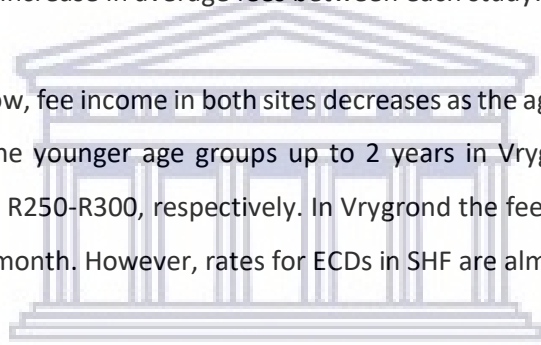 increase in average fees between each study.
w, fee income in both sites decreases as the ag
ne younger age groups up to 2 years in Vryg
R250-R300, respectively. In Vrygrond the fee
month. However, rates for ECDs in SHF are alm